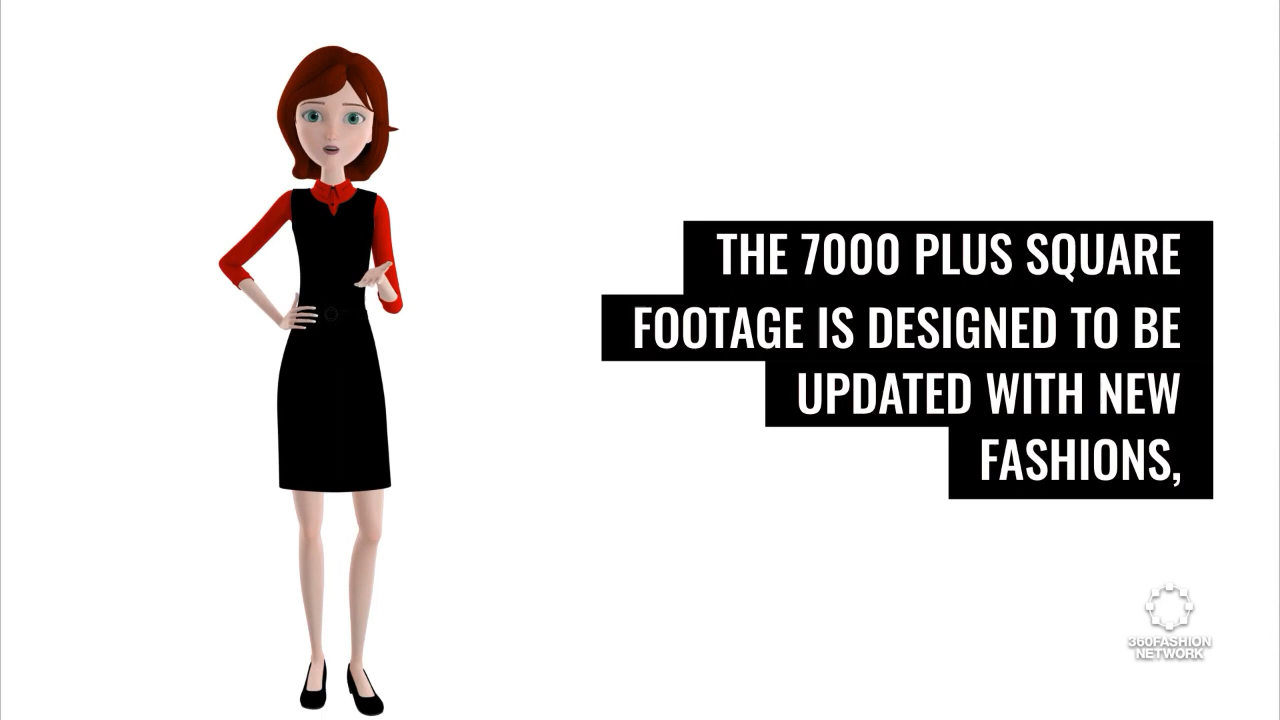 THE 7000 PLUS SQUARE
FOOTAGE IS DESIGNED TO BE
UPDATED WITH NEW
FASHIONS,
360FASHION
NETWORK